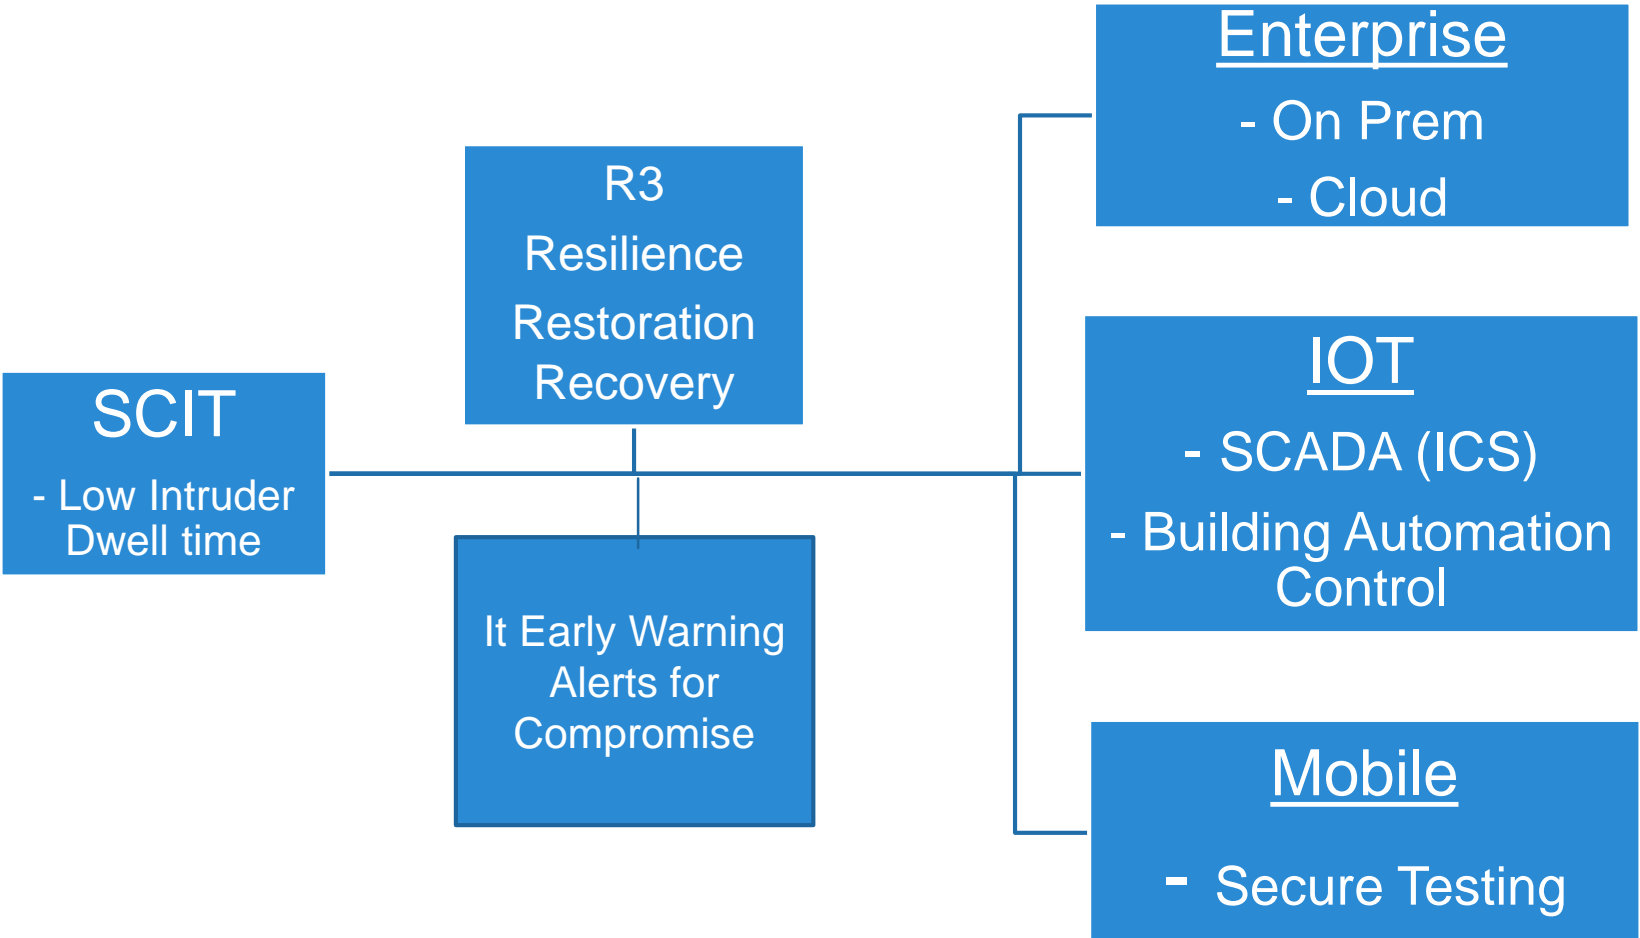 SCIT
- Low Intruder
Dwell time
R3
Resilience
Restoration
Recovery
It Early Warning
Alerts for
Compromise
Enterprise
- On Prem
- Cloud
IOT
- SCADA (ICS)
- Building Automation
Control
Mobile
- Secure Testing